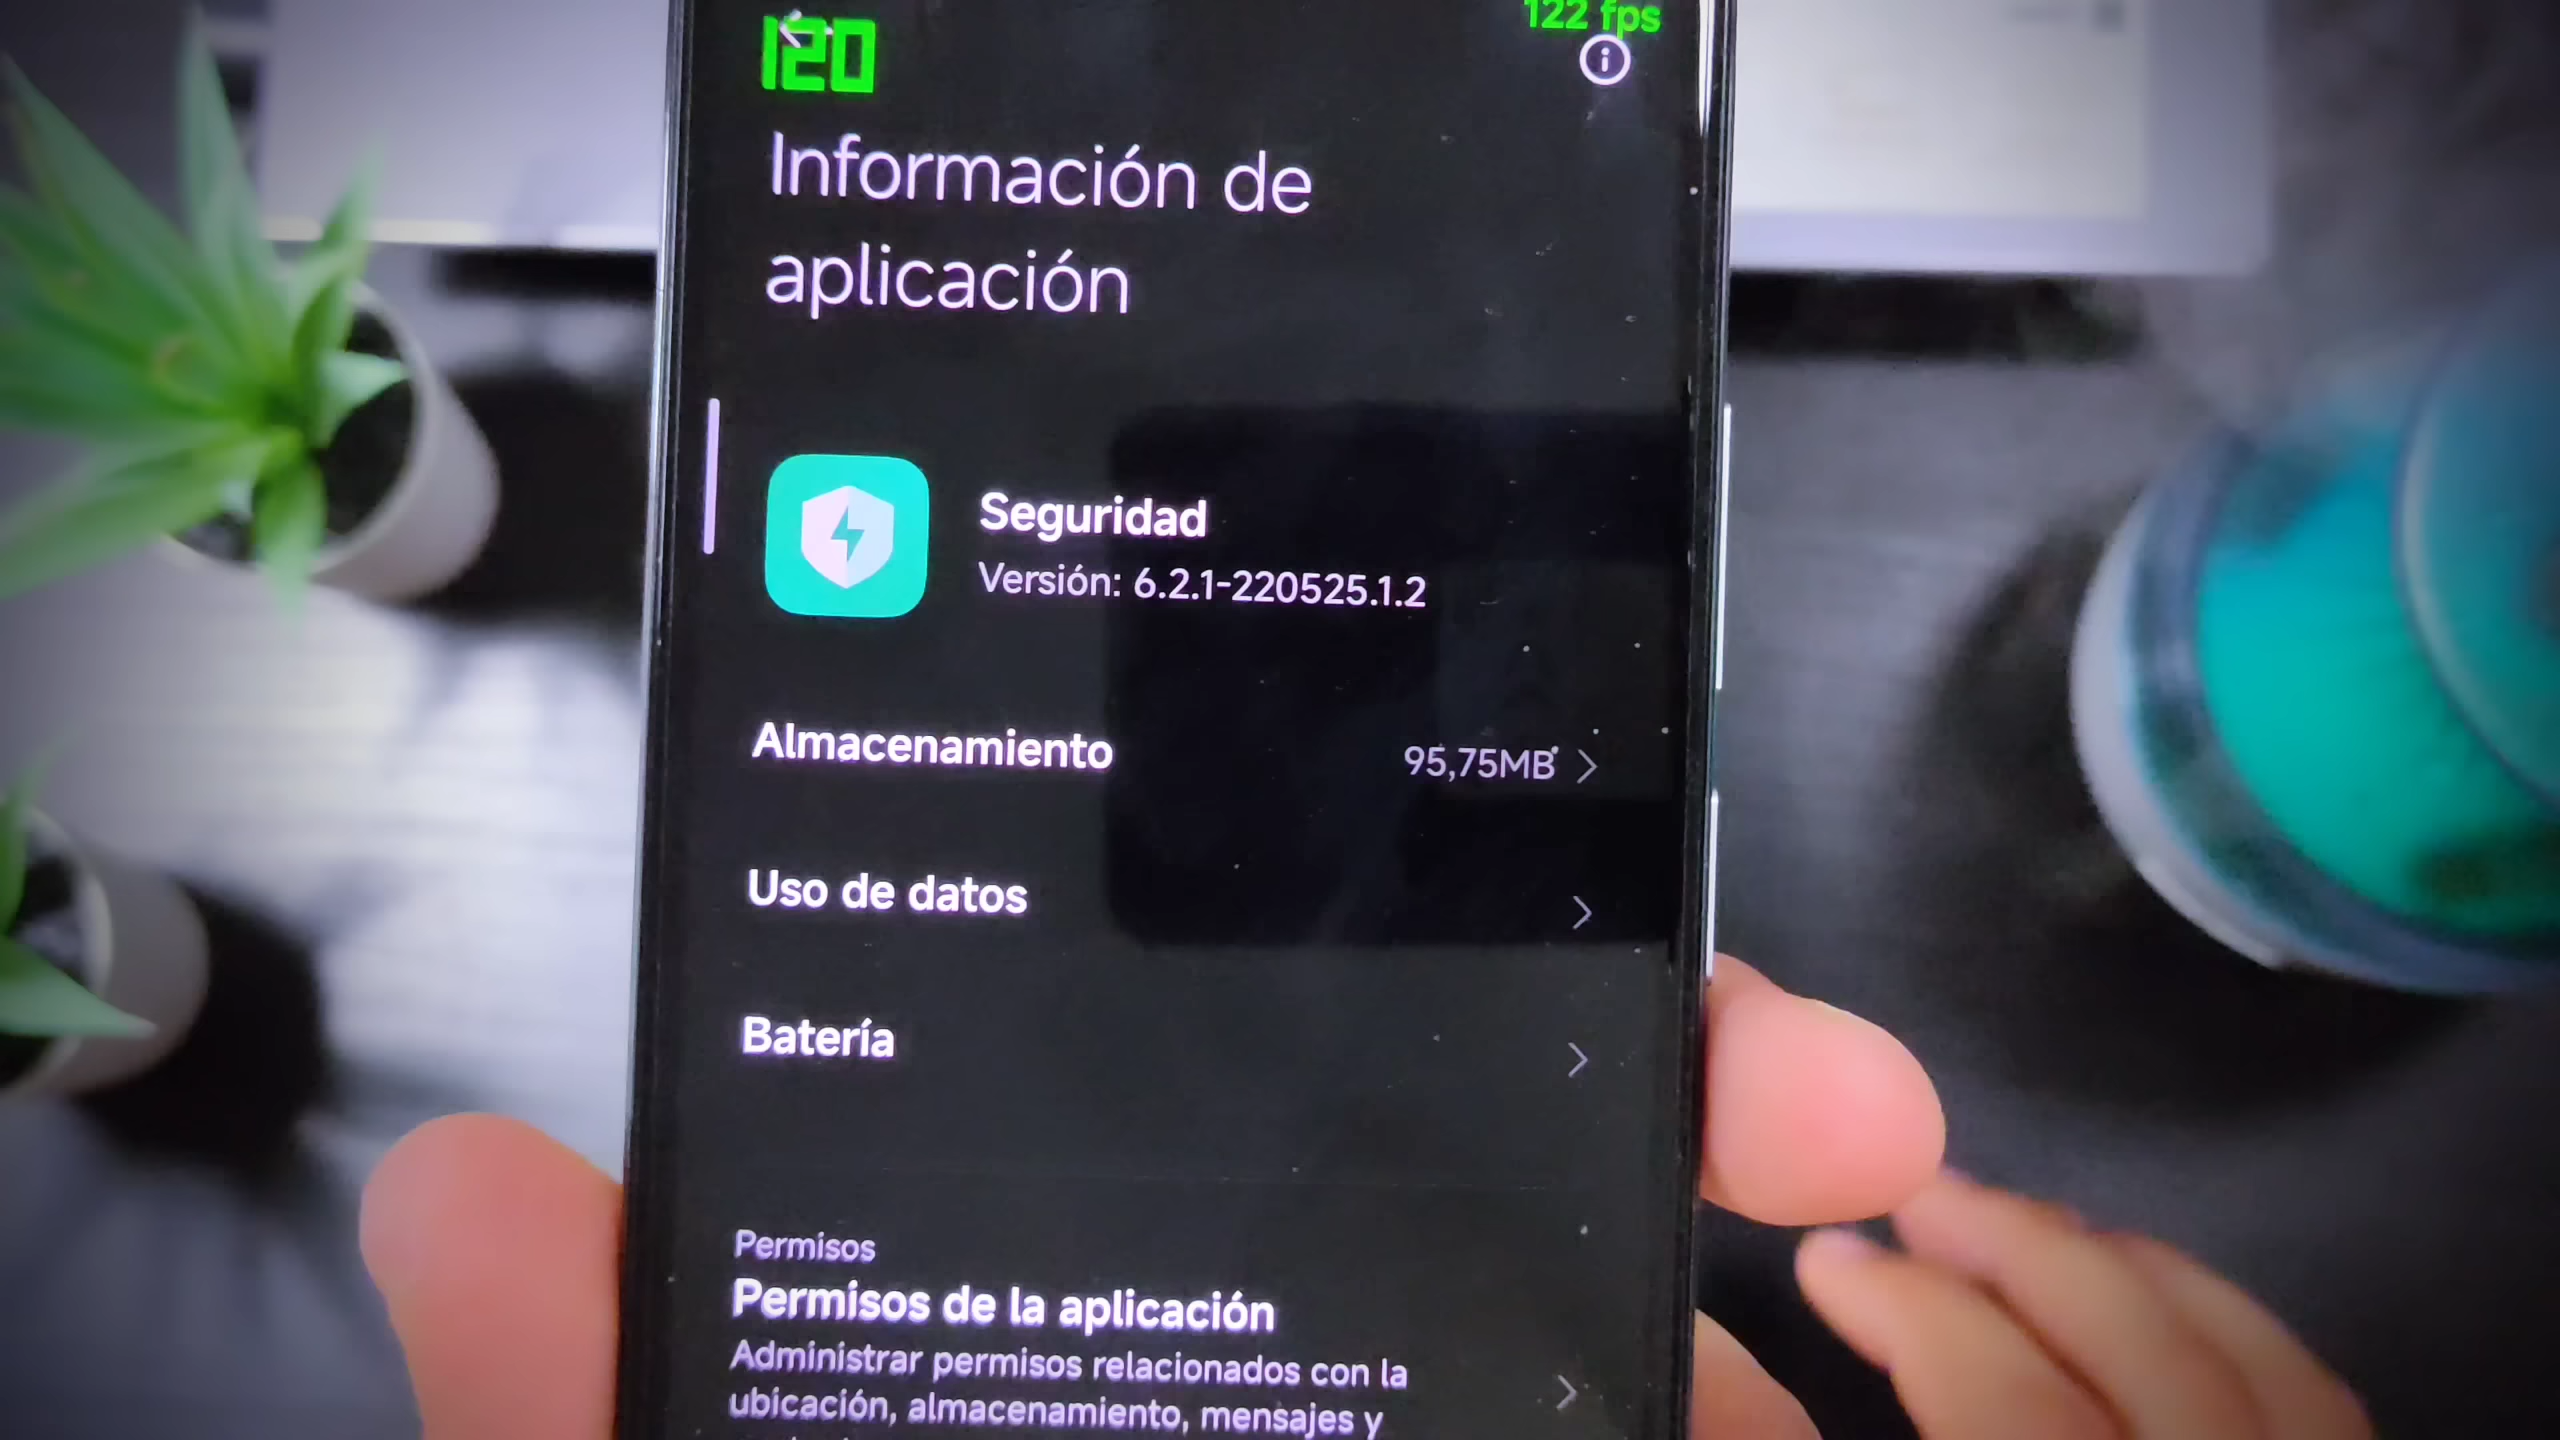 120
122 fps
Información de
aplicación
Seguridad
Versión: 6.2.1-220525.1.2
Almacenamiento
95,75MB
Uso de datos
Batería
Permisos
Permisos de la aplicación
Administrar permisos relacionados con la
ubicación, almacenamiento, mensajes y